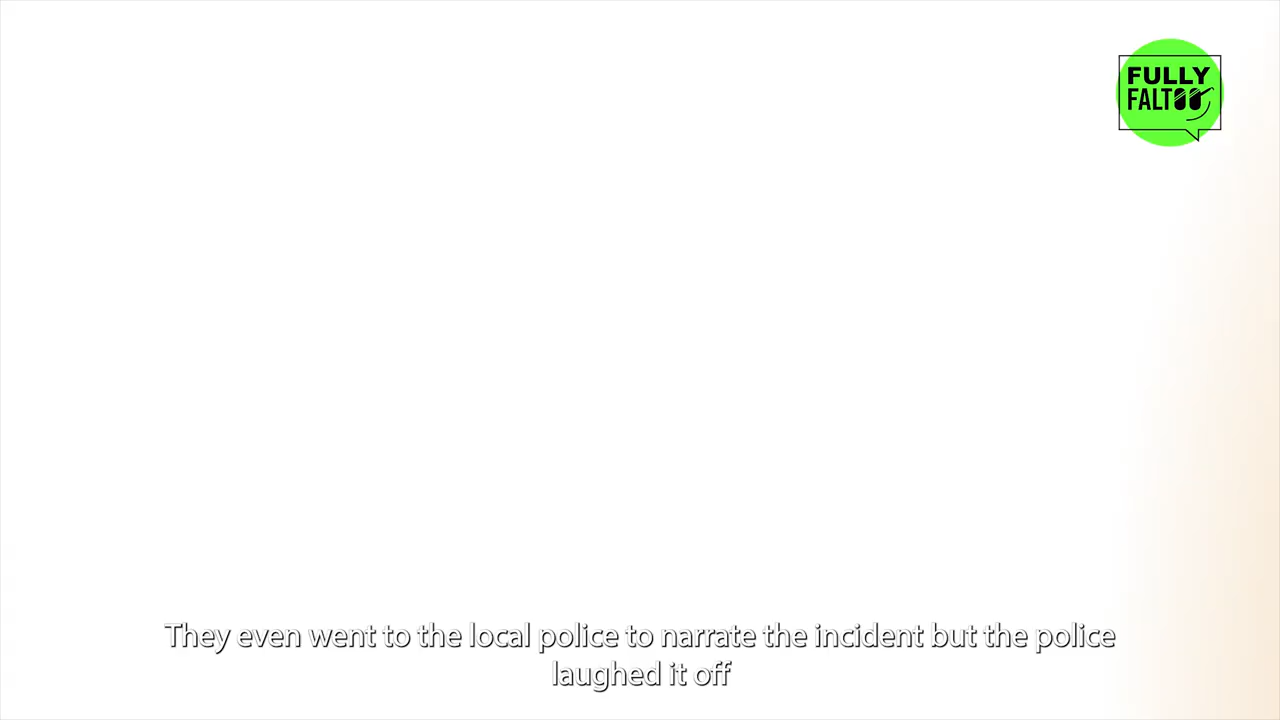 FULLY
FALTOO
They even went to the local police to narrate the incident but the police
laughed it off